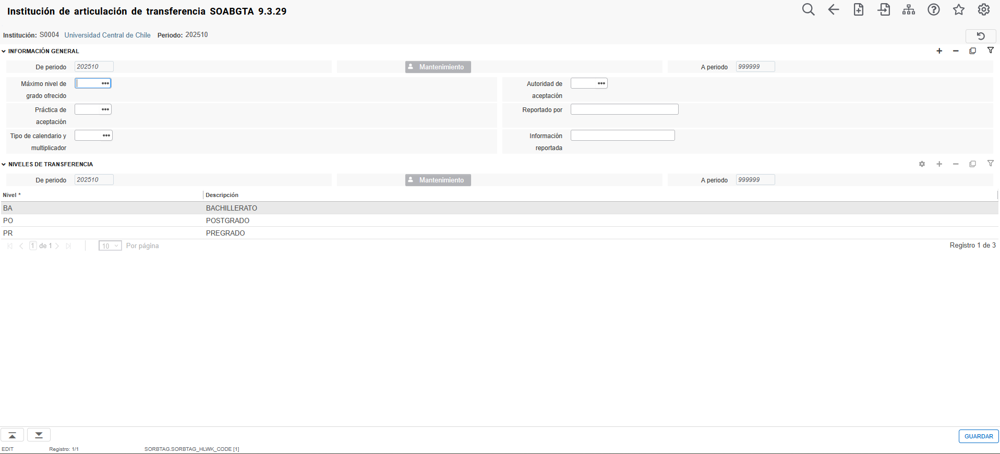 Institución de articulación de transferencia SOABGTA 9.3.29
Institución: S0004 Universidad Central de Chile Periodo: 202510
INFORMACIÓN GENERAL
De periodo 202510 Mantenimiento A periodo 999999
Máximo nivel de grado ofrecido
Autoridad de aceptación
Práctica de aceptación
Reportado por
Tipo de calendario y multiplicador
Información reportada
NIVELES DE TRANSFERENCIA
De periodo 202510 Mantenimiento A periodo 999999
Nivel * Descripción
BA BACHILLERATO
PO POSTGRADO
PR PREGRADO
1 de 1 10 Por página Registro 1 de 3
GUARDAR
EDIT Registro: 1/1 SORBTAG.SORBTAG_HLWK_CODE [1]